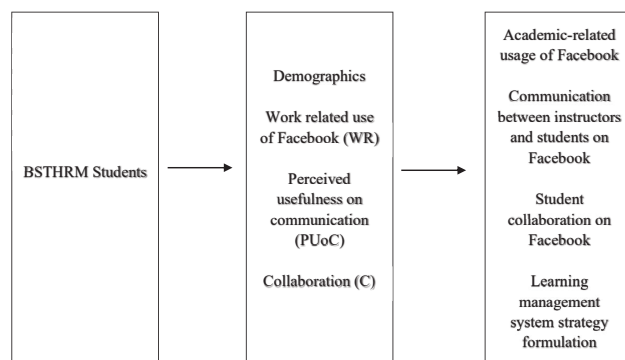 BSTHRM Students
Demographics
Work related use
of Facebook (WR)
Perceived
usefulness on
communication
(PUoC)
Collaboration (C)
Academic-related
usage of Facebook
Communication
between instructors
and students on
Facebook
Student
collaboration on
Facebook
Learning
management
system strategy
formulation